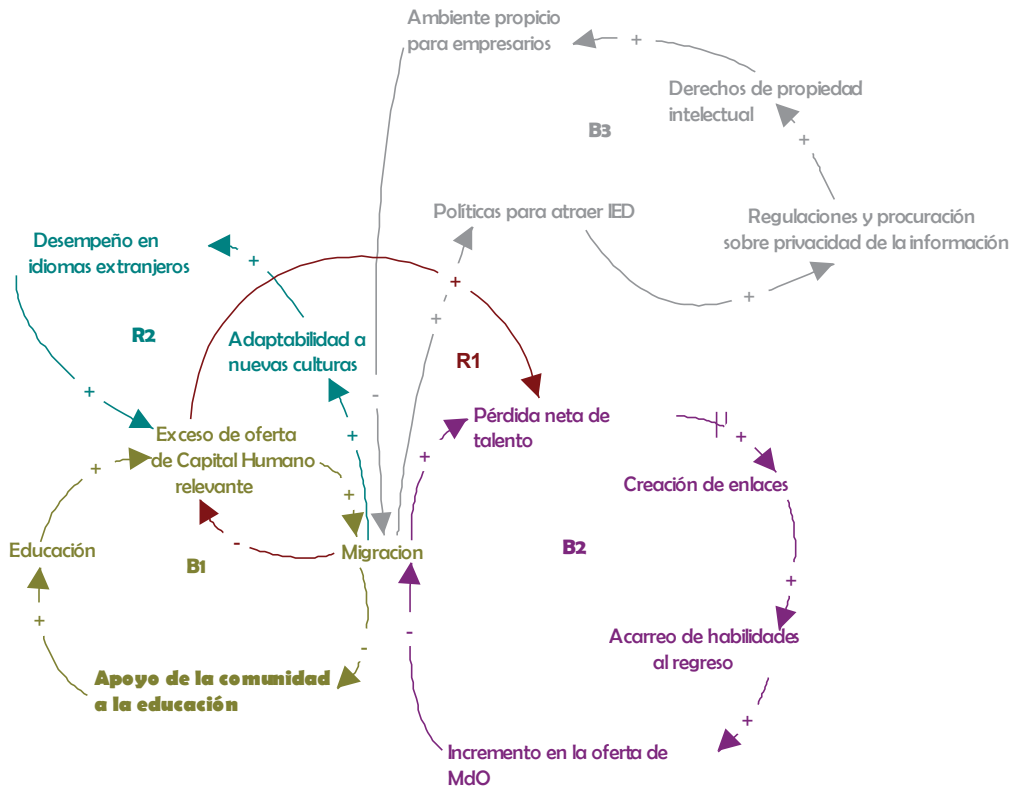 Ambiente propicio
para empresarios
+
Derechos de propiedad
intelectual
B3
+
Políticas para atraer IED
Regulaciones y procuración
sobre privacidad de la información
+
+
Desempeño en
idiomas extranjeros
+
R2
+
Adaptabilidad a
nuevas culturas
+
R1
-
+
Pérdida neta de
talento
+
Exceso de oferta
de Capital Humano
relevante
+
+
+
+
Creación de enlaces
Educación
B1
-
Migracion
B2
+
+
-
-
Acarreo de habilidades
al regreso
Apoyo de la comunidad
a la educación
+
Incremento en la oferta de
MdO